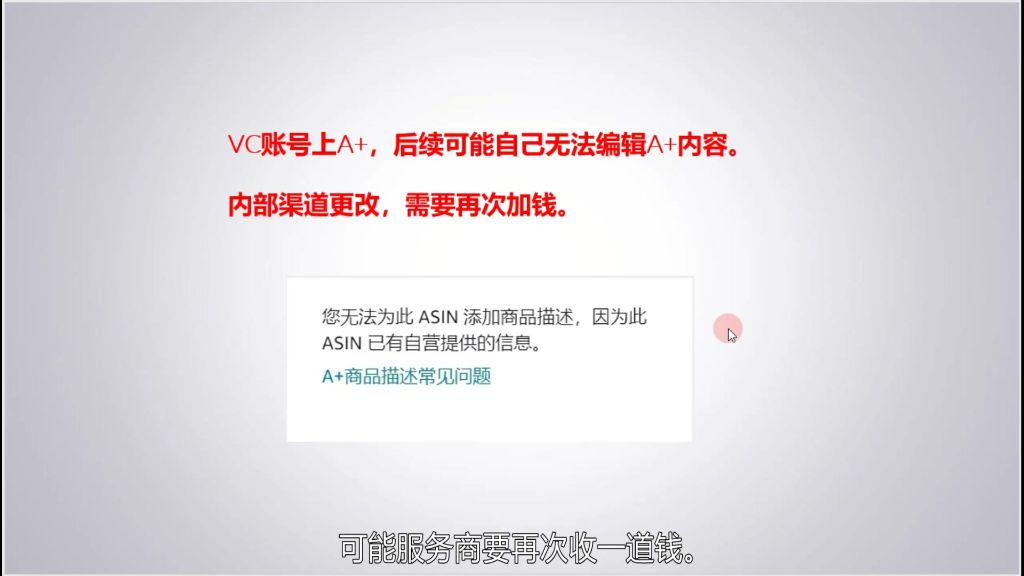 VC账号上A+，后续可能自己无法编辑A+内容。
内部渠道更改，需要再次加钱。
您无法为此 ASIN 添加商品描述，因为此
ASIN 已有自营提供的信息。
A+商品描述常见问题
可能服务商要再次收一道钱。